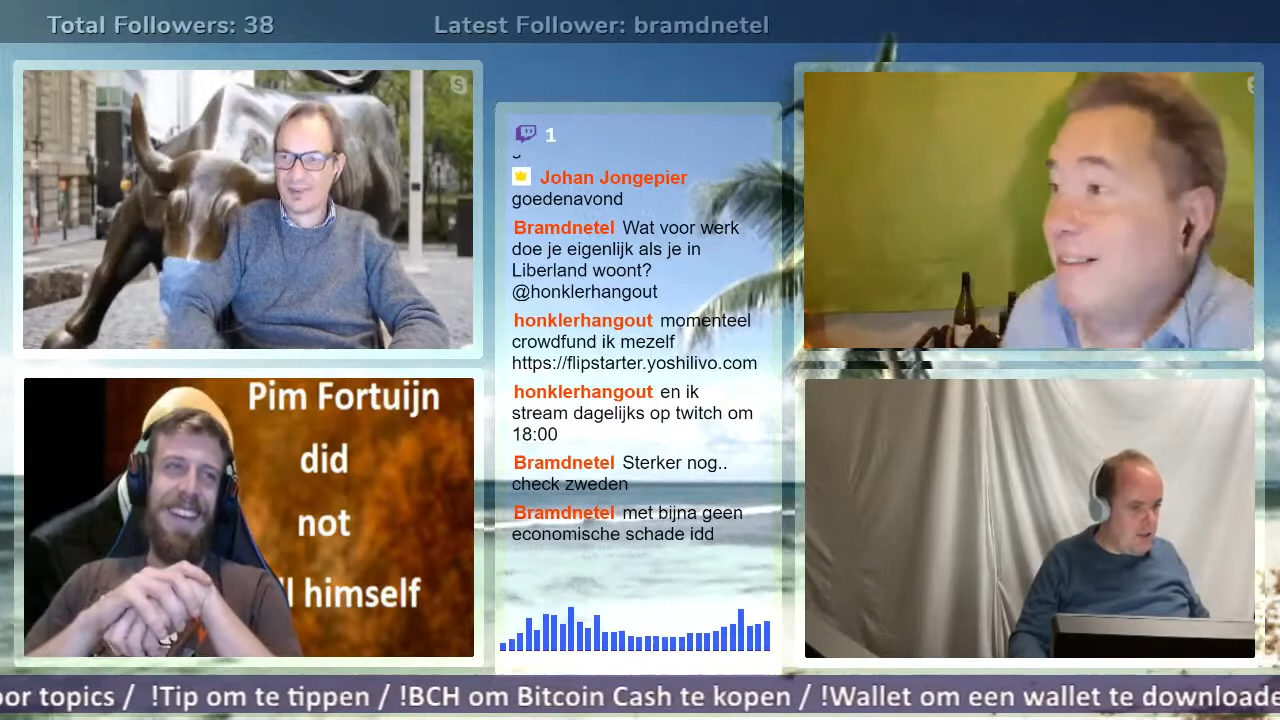 Total Followers: 38
Latest Follower: bramdnetel
1
Johan Jongepier
goedenavond
Bramdnetel Wat voor werk
doe je eigenlijk als je in
Liberland woont?
@honklerhangout
honklerhangout momenteel
crowdfund ik mezelf
https://flipstarter.yoshilivo.com
honklerhangout en ik
stream dagelijks op twitch om
18:00
Bramdnetel Sterker nog..
check zweden
Bramdnetel met bijna geen
economische schade idd
Pim Fortuijn
did
not
himself
topics / !Tip om te tippen / !BCH om Bitcoin Cash te kopen / !Wallet om een wallet te downloade